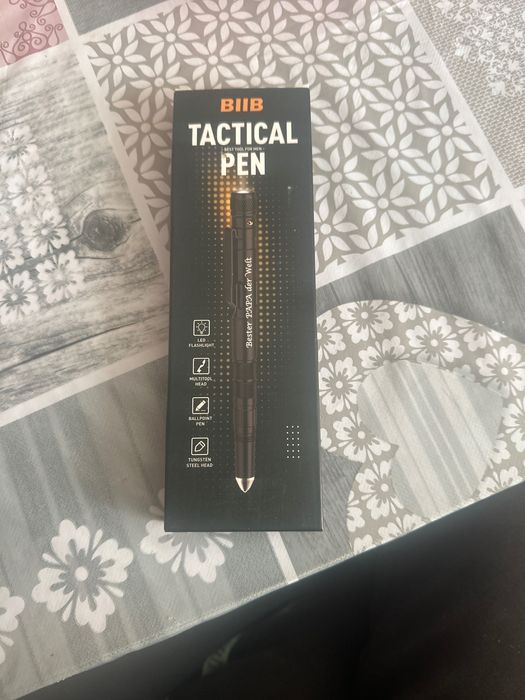 BIIB
TACTICAL
BEST TOOL FOR MEN
PEN
Bester PAPA der Welt
LED
FLASHLIGHT
MULTITOOL
HEAD
BALLPOINT
PEN
TUNGSTEN
STEEL HEAD